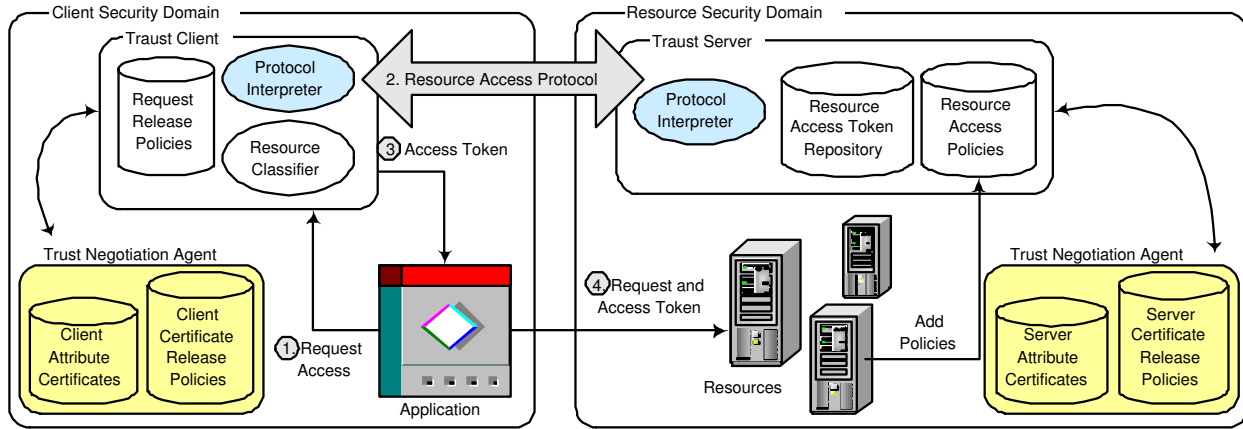 Client Security Domain
Traust Client
Request
Release
Policies
Protocol
Interpreter
Resource
Classifier
2. Resource Access Protocol
3 Access Token
Trust Negotiation Agent
Client
Attribute
Certificates
Client
Certificate
Release
Policies
1. Request
Access
Application
Resource Security Domain
Traust Server
Protocol
Interpreter
Resource
Access Token
Repository
Resource
Access
Policies
4. Request and
Access Token
Resources
Add
Policies
Trust Negotiation Agent
Server
Attribute
Certificates
Server
Certificate
Release
Policies